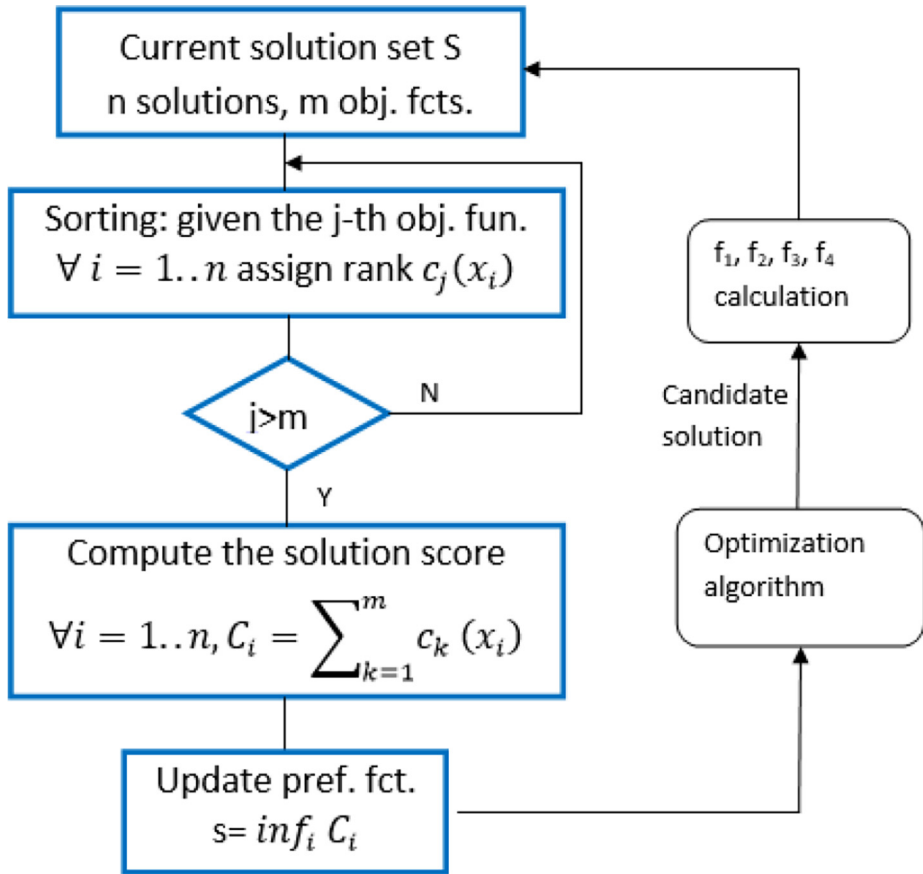 Current solution set S
n solutions, m obj. fcts.
Sorting: given the j-th obj. fun.
∀ i = 1..n assign rank c_j(x_i)
j>m
N
Y
Compute the solution score
∀i = 1..n, C_i = ∑_{k=1}^{m} c_k (x_i)
Update pref. fct.
s= inf_i C_i
f₁, f₂, f₃, f₄
calculation
Candidate
solution
Optimization
algorithm